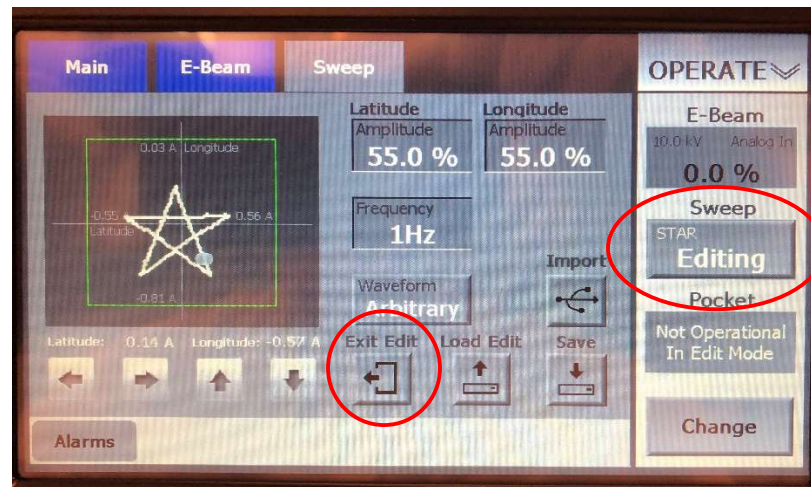 Main
E-Beam
Sweep
OPERATE
Latitude
Longitude
Amplitude
55.0 %
Amplitude
55.0 %
Frequency
1Hz
Waveform
Arbitrary
Import
0.03 A
Longitude
-0.55
0.56 A
Latitude
-0.81 A
Latitude: 0.14 A Longitude: -0.57 A
Exit Edit
Load Edit
Save
Alarms
E-Beam
10.0 kV Analog In
0.0 %
Sweep
STAR
Editing
Pocket
Not Operational
In Edit Mode
Change